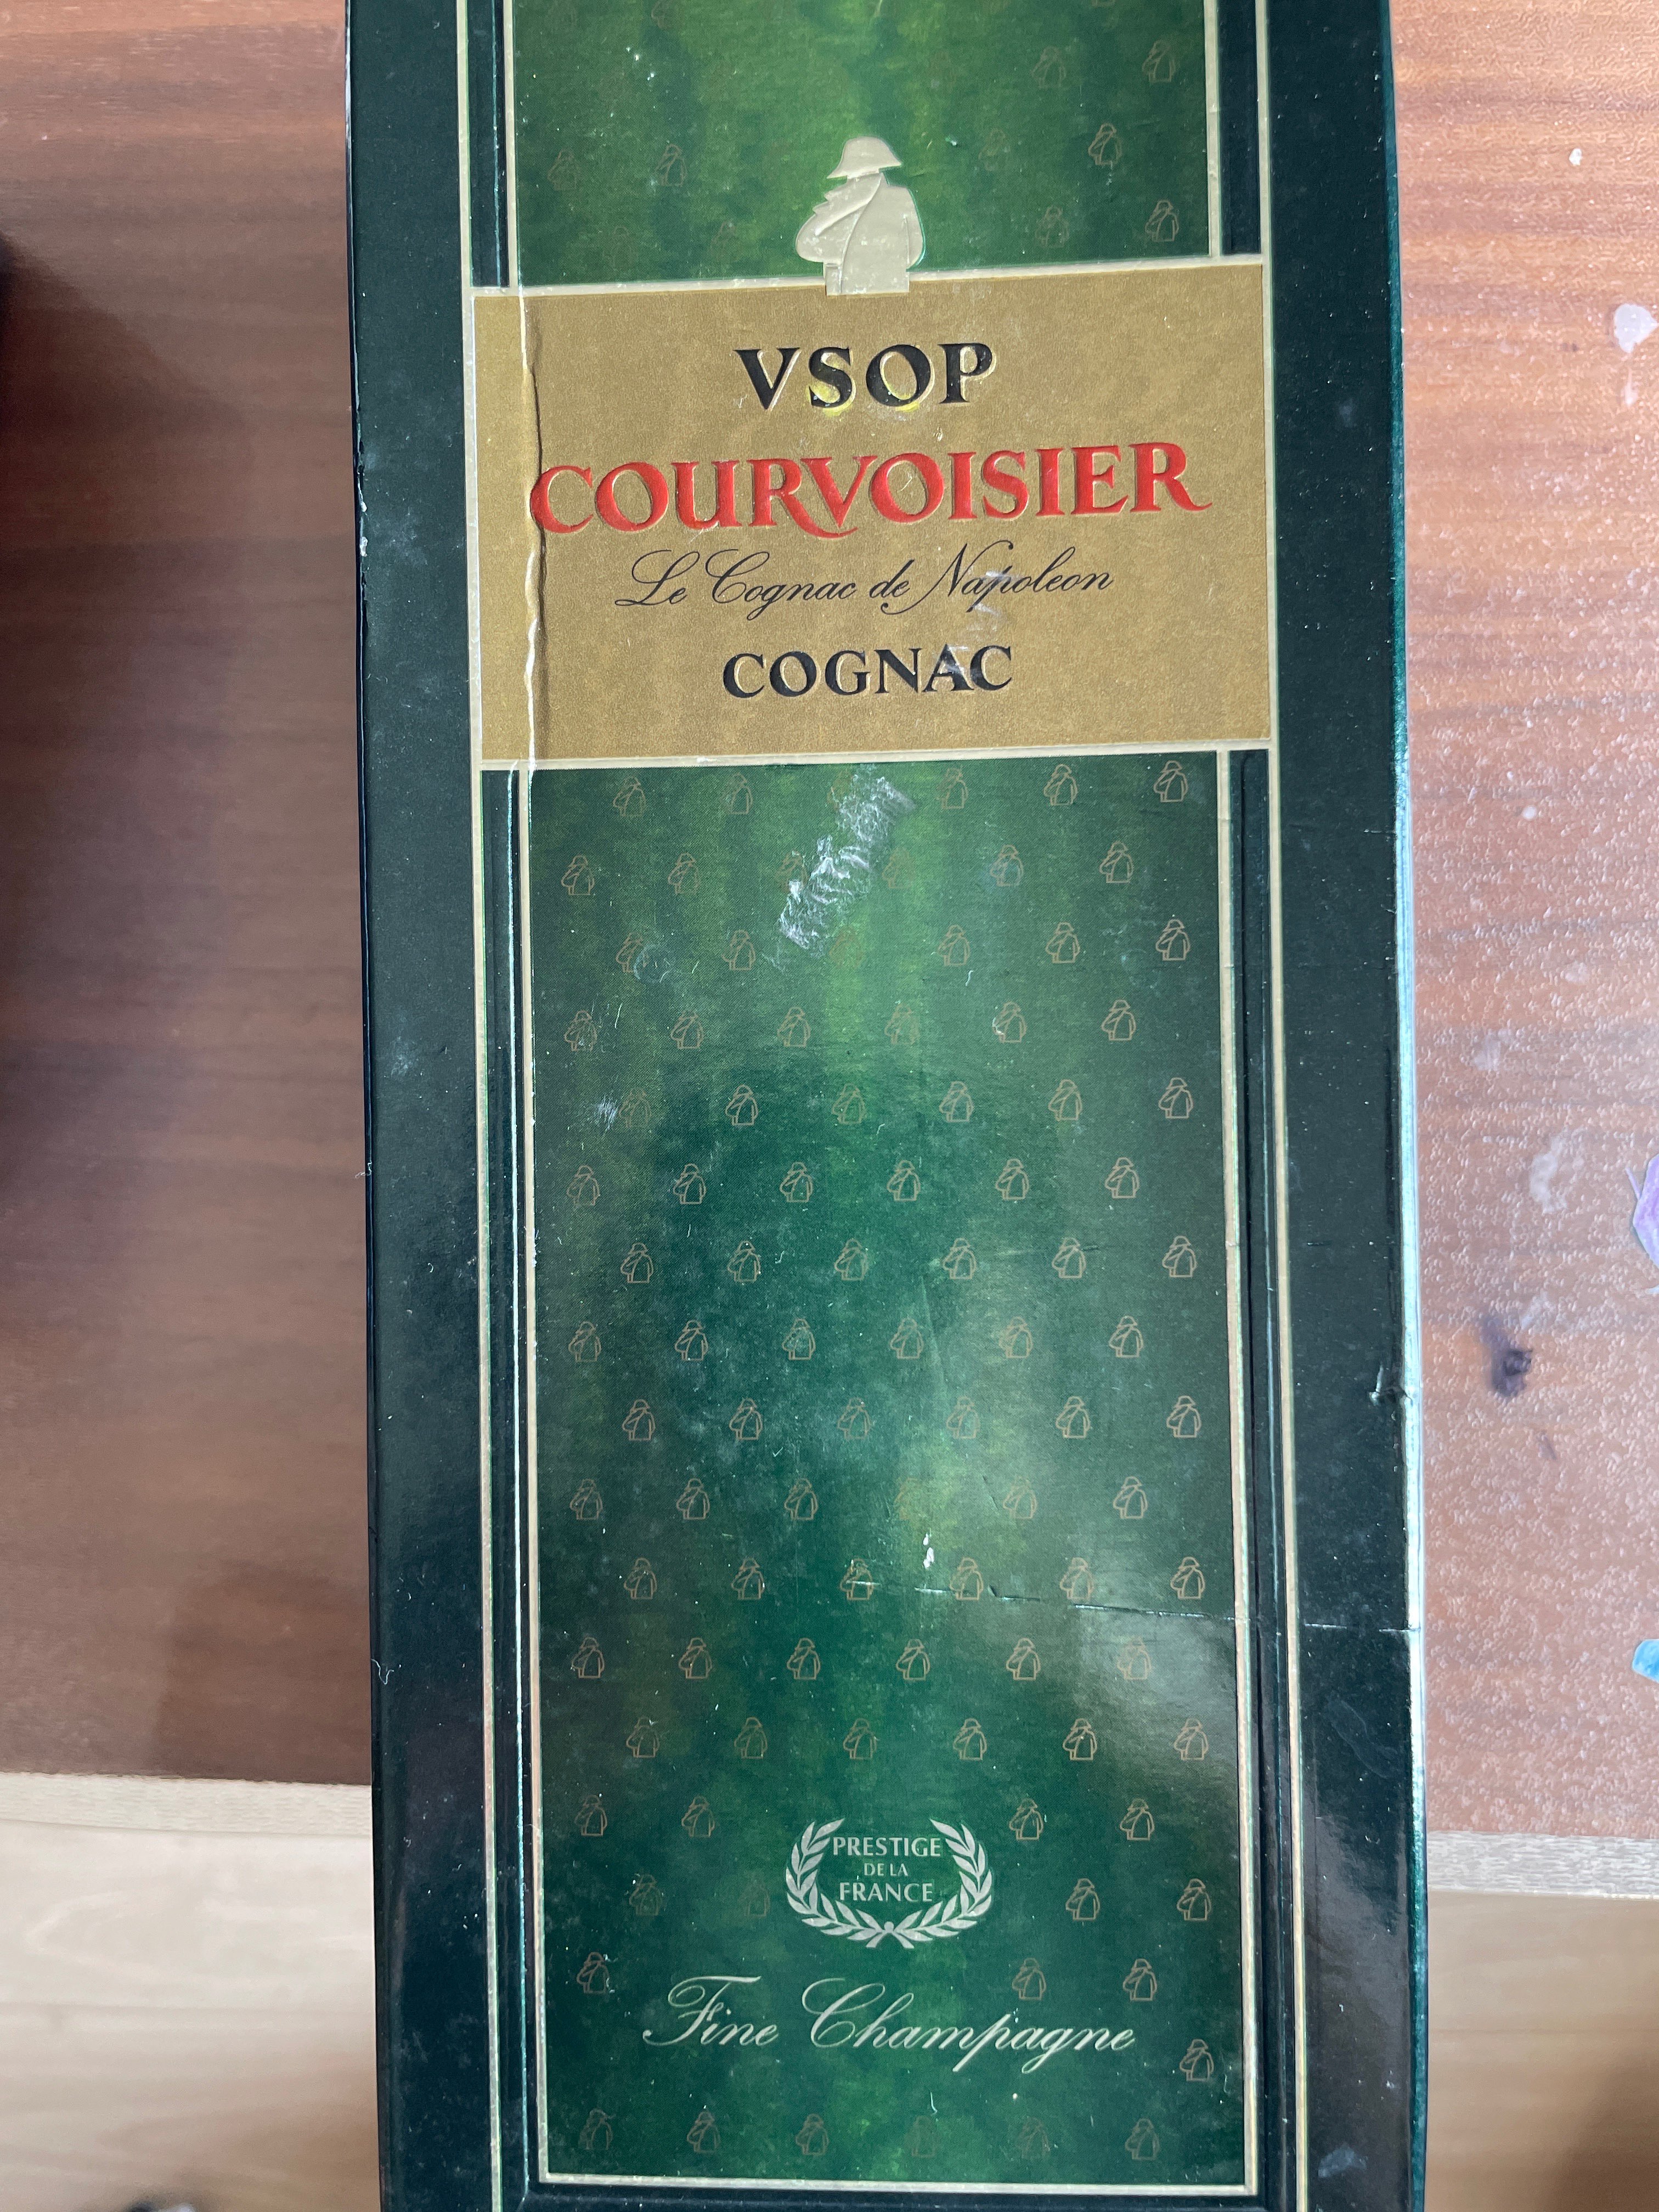 VSOP
COURVOISIER
Le Cognac de Napoleon
COGNAC
PRESTIGE
DE LA
FRANCE
Fine Champagne